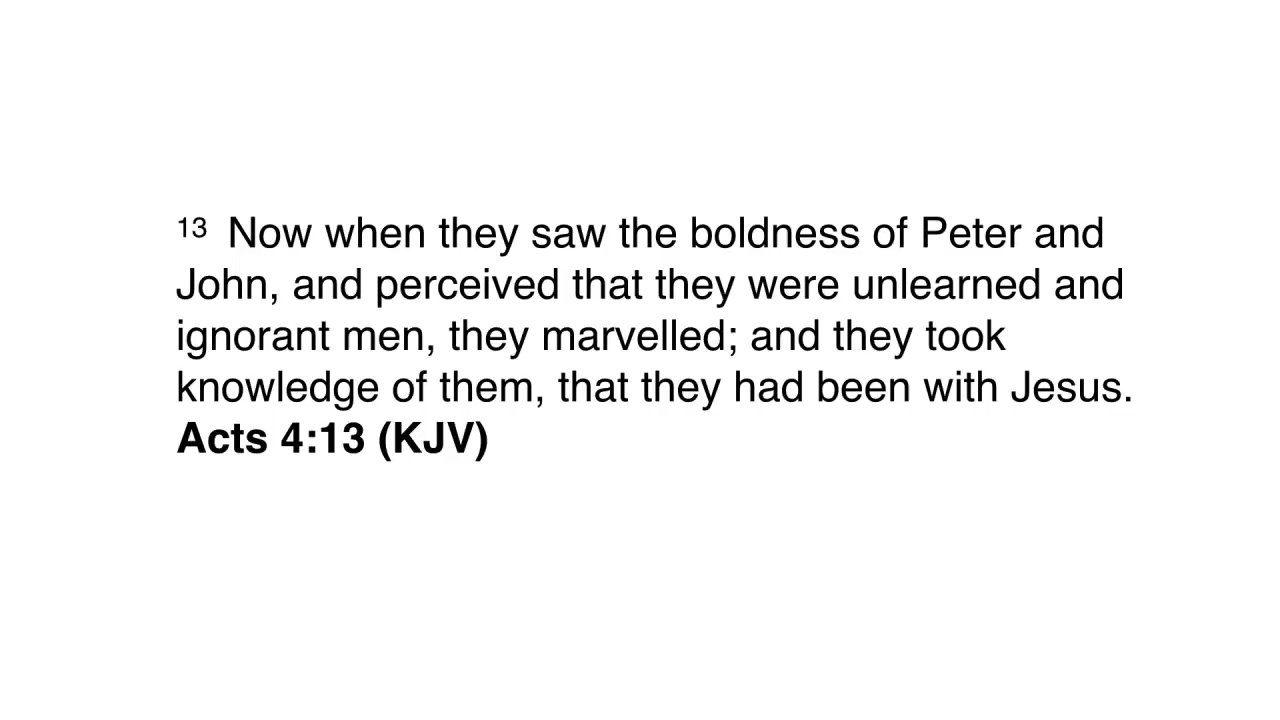 13 Now when they saw the boldness of Peter and
John, and perceived that they were unlearned and
ignorant men, they marvelled; and they took
knowledge of them, that they had been with Jesus.
Acts 4:13 (KJV)